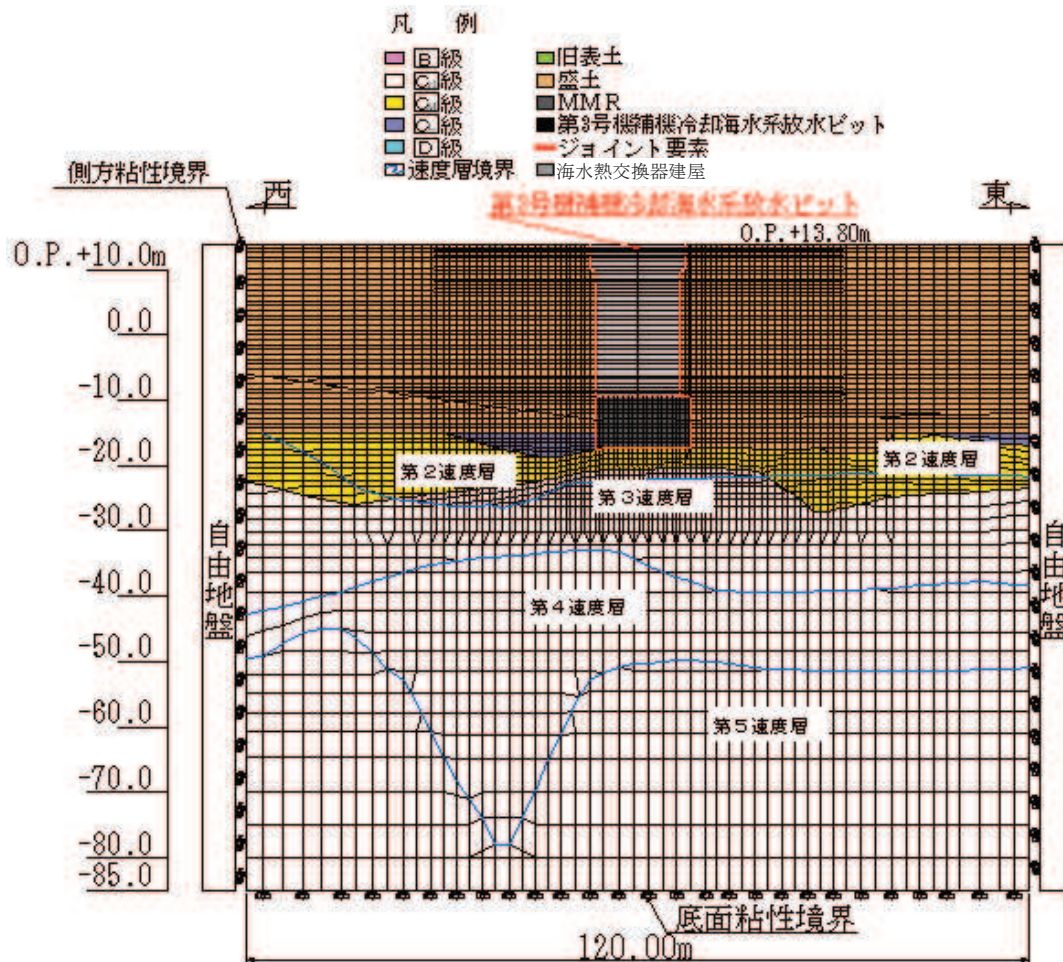 凡 例
B級
C級
C級
C級
D級
速度層境界
旧表土
盛土
MMR
第3号機補機冷却海水系放水ピット
ジョイント要素
海水熱交換器建屋
側方粘性境界
西
東
第3号機補機冷却海水系放水ピット
O.P.+13.80m
O.P.+10.0m
0.0
-10.0
-20.0
-30.0
-40.0
-50.0
-60.0
-70.0
-80.0
-85.0
自由地盤
自由地盤
第2速度層
第2速度層
第3速度層
第4速度層
第5速度層
底面粘性境界
120.00m